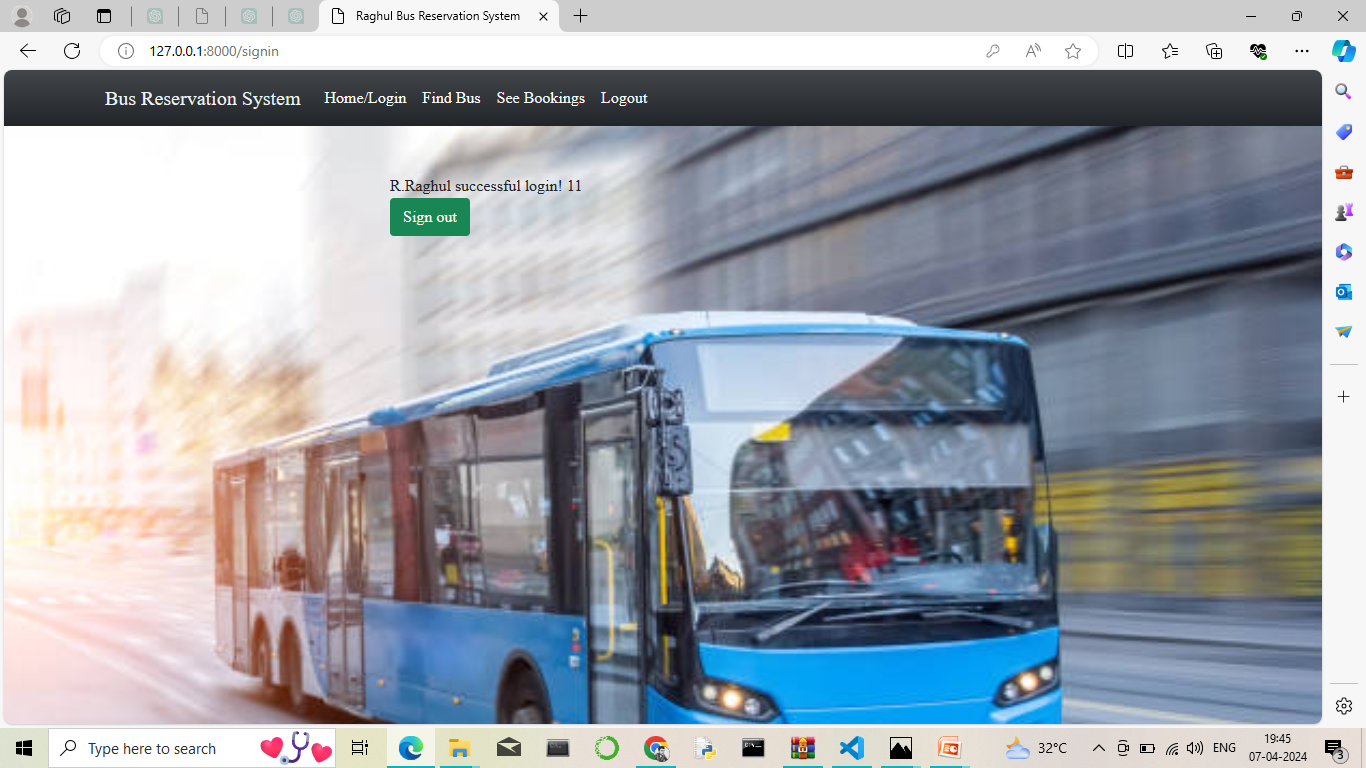 Raghul Bus Reservation System
127.0.0.1:8000/signin
Bus Reservation System Home/Login Find Bus See Bookings Logout
R.Raghul successful login! 11
Sign out
Type here to search
32°C
ENG
19:45
07-04-2024
3